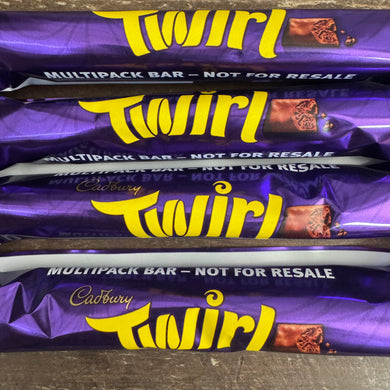 Twirl
MULTIPACK BAR – NOT FOR RESALE
Twirl
MULTIPACK BAR – NOT FOR RESALE
Cadbury
Twirl
MULTIPACK BAR – NOT FOR RESALE
Cadbury
Twirl